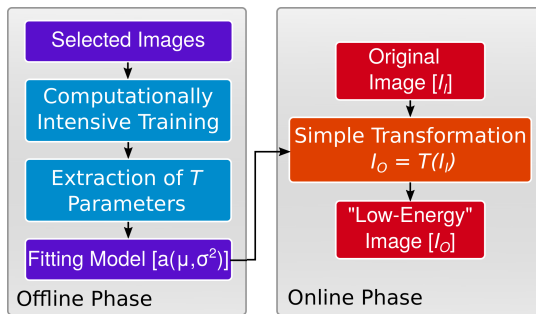 Selected Images
Computationally
Intensive Training
Extraction of T
Parameters
Fitting Model [a(μ,σ²)]
Offline Phase
Original
Image [I_I]
Simple Transformation
I_O = T(I_I)
"Low-Energy"
Image [I_O]
Online Phase